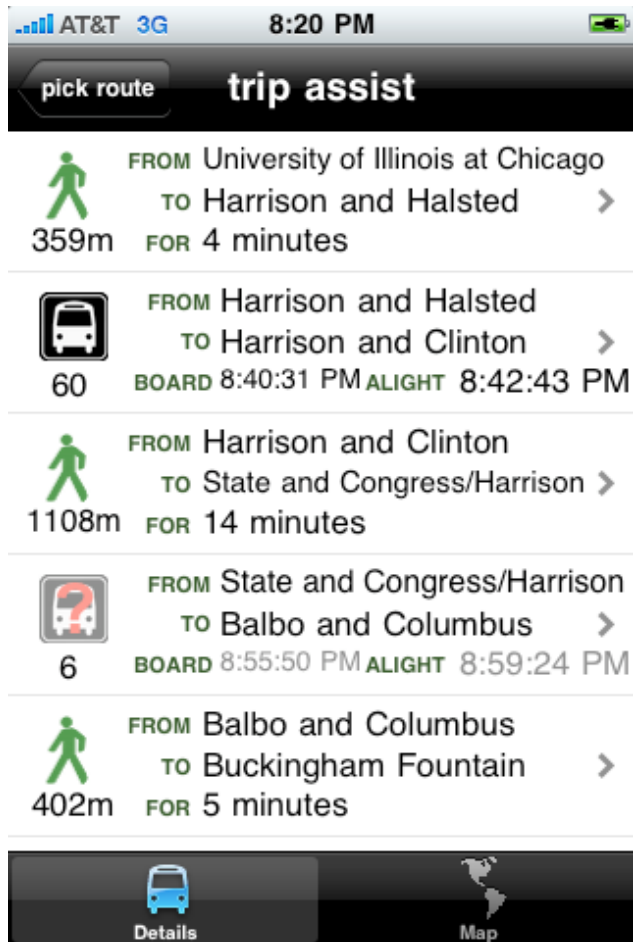 AT&T 3G 8:20 PM
pick route trip assist
FROM University of Illinois at Chicago
TO Harrison and Halsted
359m FOR 4 minutes
FROM Harrison and Halsted
TO Harrison and Clinton
60 BOARD 8:40:31 PM ALIGHT 8:42:43 PM
FROM Harrison and Clinton
TO State and Congress/Harrison
1108m FOR 14 minutes
?
FROM State and Congress/Harrison
TO Balbo and Columbus
6 BOARD 8:55:50 PM ALIGHT 8:59:24 PM
FROM Balbo and Columbus
TO Buckingham Fountain
402m FOR 5 minutes
Details Map